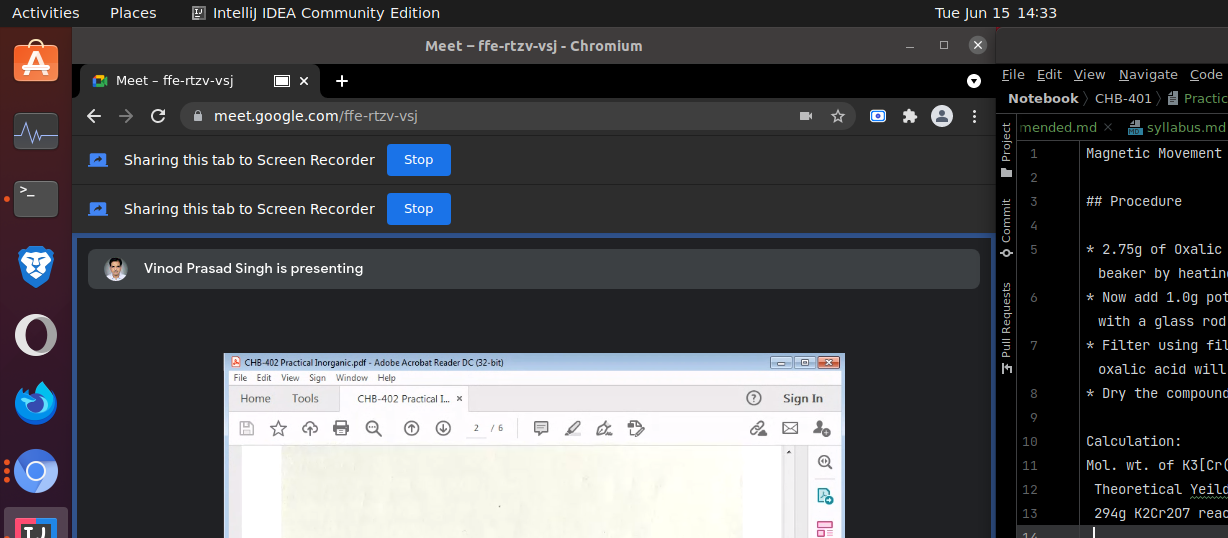 Activities Places IntelliJ IDEA Community Edition Tue Jun 15 14:33
Meet – ffe-rtzv-vsj - Chromium
Meet – ffe-rtzv-vsj
meet.google.com/ffe-rtzv-vsj
Sharing this tab to Screen Recorder Stop
Sharing this tab to Screen Recorder Stop
Vinod Prasad Singh is presenting
CHB-402 Practical Inorganic.pdf - Adobe Acrobat Reader DC (32-bit)
File Edit View Sign Window Help
Home Tools CHB-402 Practical I... Sign In
2 / 6
File Edit View Navigate Code
Notebook CHB-401 Practic
mended.md syllabus.md
Project
Commit
Pull Requests
1 Magnetic Movement
2
3 ## Procedure
4
5 * 2.75g of Oxalic
beaker by heatin
6 * Now add 1.0g pot
with a glass rod
7 * Filter using fil
oxalic acid will
8 * Dry the compound
9
10 Calculation:
11 Mol. wt. of K3[Cr(
12 Theoretical Yeild
13 294g K2Cr2O7 reac
14